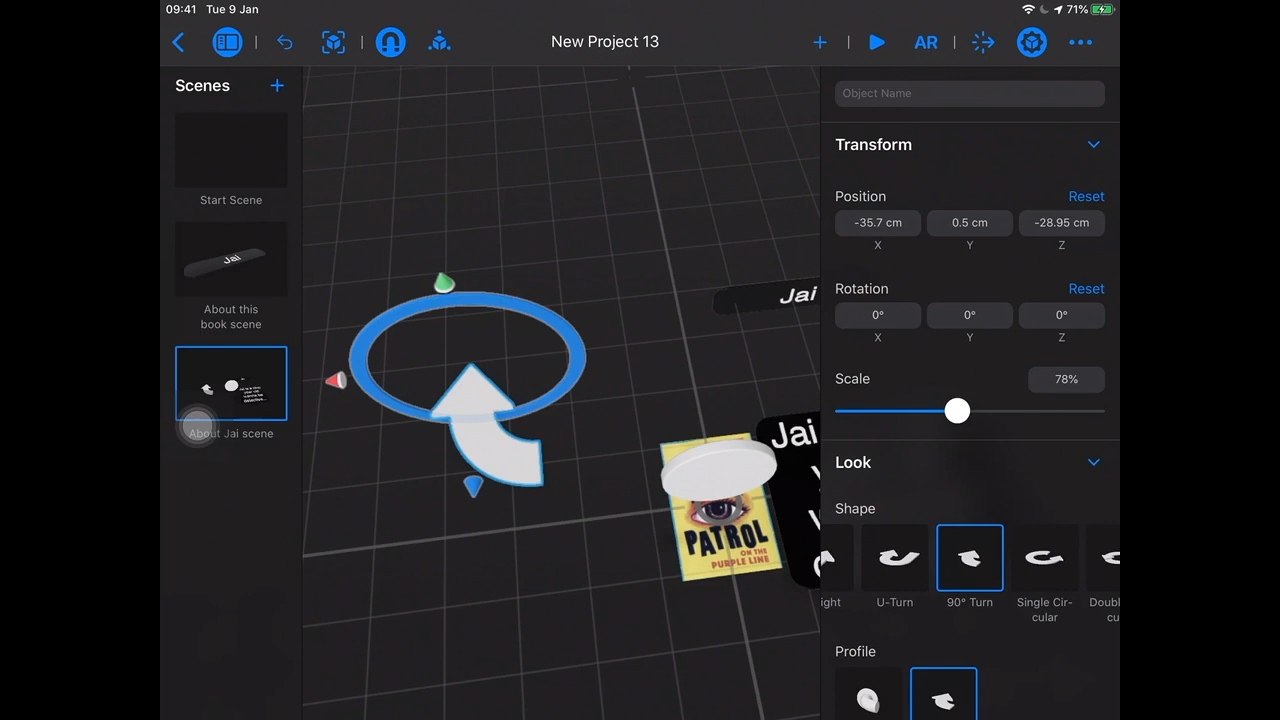 09:41 Tue 9 Jan
71%
New Project 13
AR
Scenes
Start Scene
Jai
About this
book scene
About Jai scene
Jai
Jai
PATROL
ON THE
PURPLE LINE
Object Name
Transform
Position
Reset
-35.7 cm
0.5 cm
-28.95 cm
X
Y
Z
Rotation
Reset
0°
0°
0°
X
Y
Z
Scale
78%
Look
Shape
ight
U-Turn
90° Turn
Single Cir-
cular
Doubl
cu
Profile